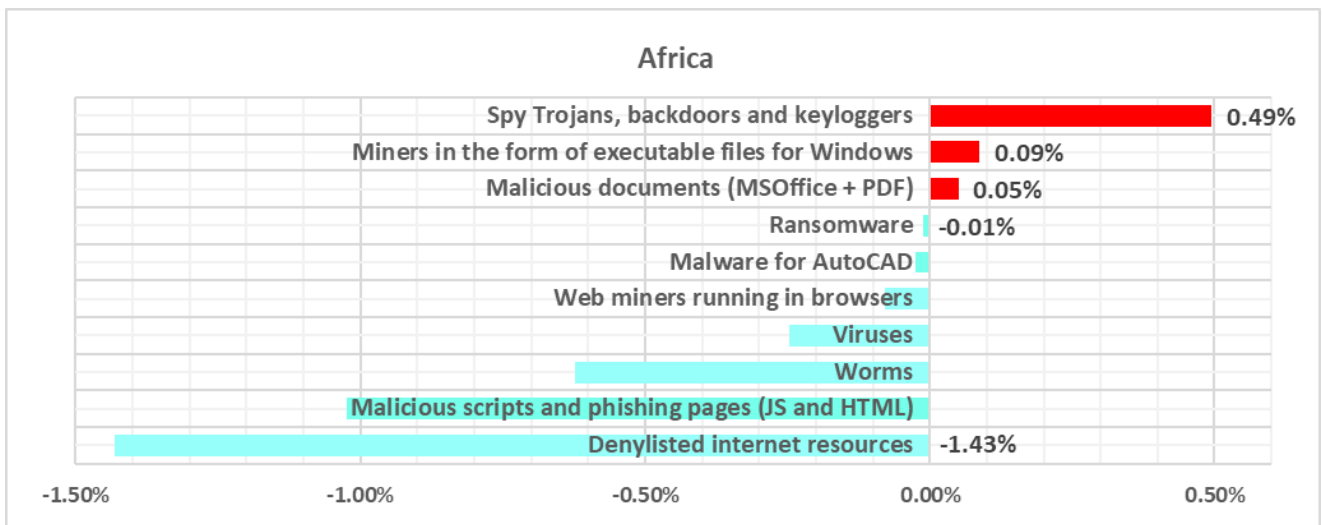 Africa
Spy Trojans, backdoors and keyloggers 0.49%
Miners in the form of executable files for Windows 0.09%
Malicious documents (MSOffice + PDF) 0.05%
Ransomware -0.01%
Malware for AutoCAD
Web miners running in browsers
Viruses
Worms
Malicious scripts and phishing pages (JS and HTML)
Denylisted internet resources -1.43%
-1.50% -1.00% -0.50% 0.00% 0.50%